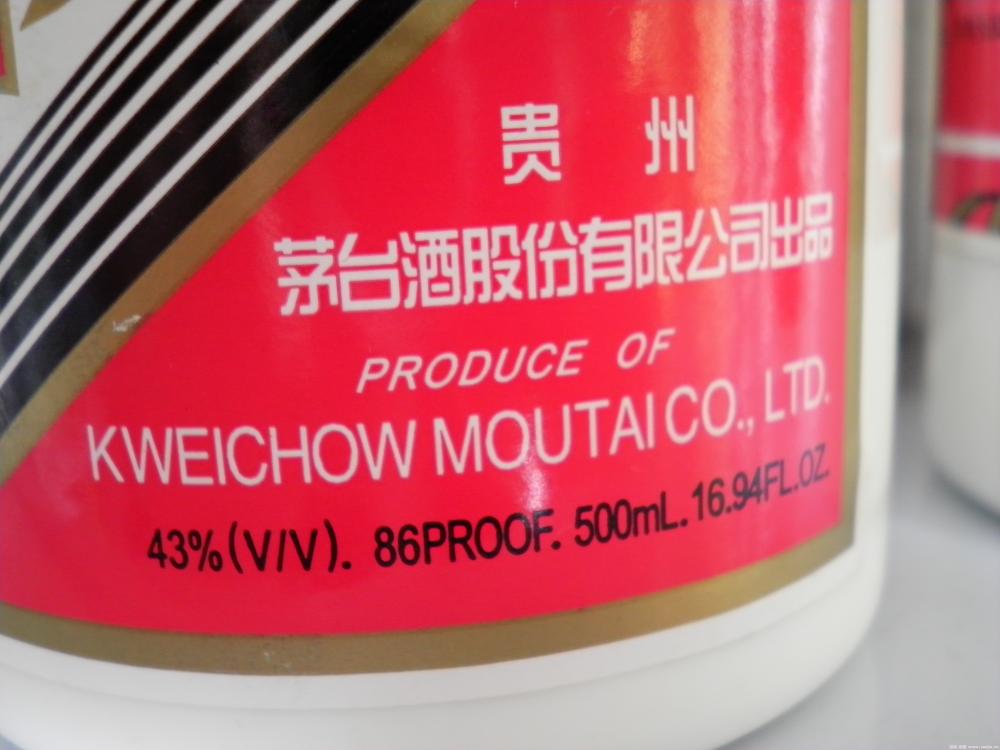 贵州
茅台酒股份有限公司出品
PRODUCE OF
KWEICHOW MOUTAI CO., LTD.
43%(V/V). 86PROOF. 500mL. 16.94FL.OZ.